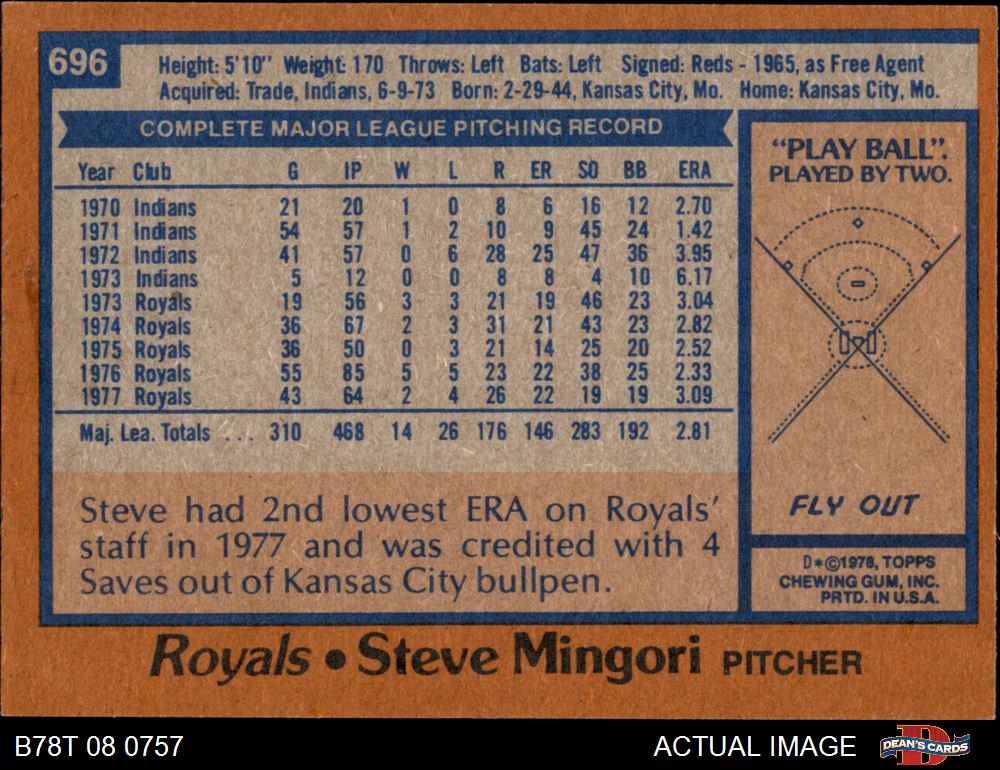 696
Height: 5'10" Weight: 170 Throws: Left Bats: Left Signed: Reds - 1965, as Free Agent
Acquired: Trade, Indians, 6-9-73 Born: 2-29-44, Kansas City, Mo. Home: Kansas City, Mo.
COMPLETE MAJOR LEAGUE PITCHING RECORD
Year Club G IP W L R ER SO BB ERA
1970 Indians 21 20 1 0 8 6 16 12 2.70
1971 Indians 54 57 1 2 10 9 45 24 1.42
1972 Indians 41 57 0 6 28 25 47 36 3.95
1973 Indians 5 12 0 0 8 8 4 10 6.17
1973 Royals 19 56 3 3 21 19 46 23 3.04
1974 Royals 36 67 2 3 31 21 43 23 2.82
1975 Royals 36 50 0 3 21 14 25 20 2.52
1976 Royals 55 85 5 5 23 22 38 25 2.33
1977 Royals 43 64 2 4 26 22 19 19 3.09
Maj. Lea. Totals ... 310 468 14 26 176 146 283 192 2.81
Steve had 2nd lowest ERA on Royals'
staff in 1977 and was credited with 4
Saves out of Kansas City bullpen.
"PLAY BALL".
PLAYED BY TWO.
FLY OUT
D*©1978, TOPPS
CHEWING GUM, INC.
PRTD. IN U.S.A.
Royals • Steve Mingori PITCHER
B78T 08 0757
ACTUAL IMAGE
DEAN'S CARDS